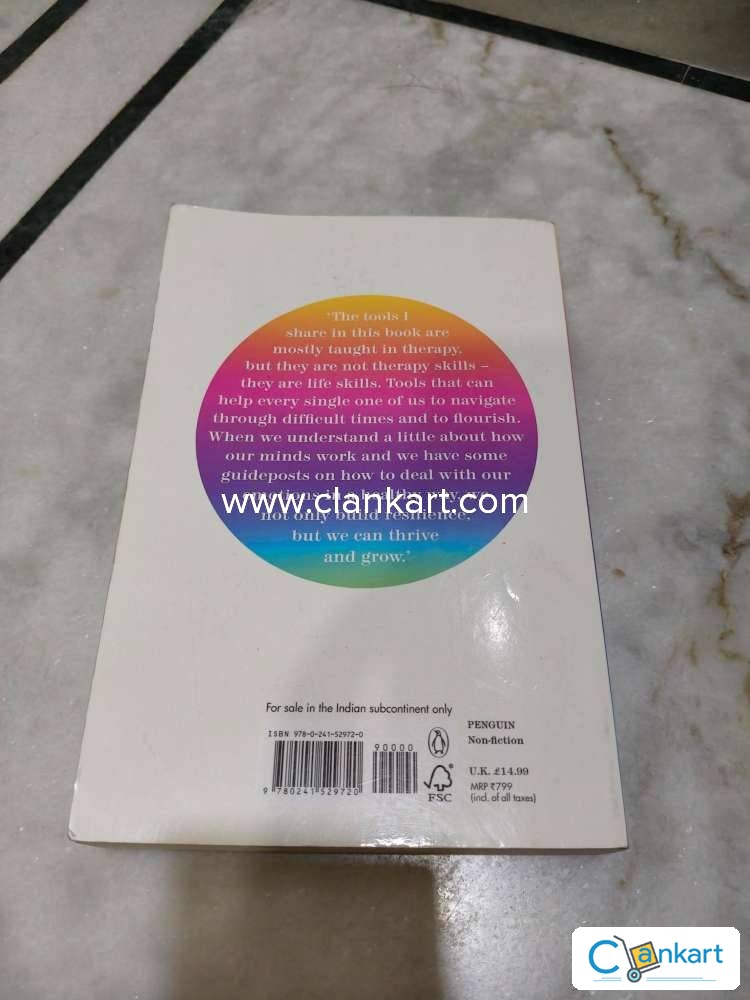 'The tools I
share in this book are
mostly taught in therapy,
but they are not therapy skills –
they are life skills. Tools that can
help every single one of us to navigate
through difficult times and to flourish.
When we understand a little about how
our minds work and we have some
guideposts on how to deal with our
emotions in a healthy way, we
www.clankart.com
not only build resilience,
but we can thrive
and grow.'
For sale in the Indian subcontinent only
ISBN 978-0-241-52972-0
90000
9 780241 529720
FSC
PENGUIN
Non-fiction
U.K. £14.99
MRP ₹799
(incl. of all taxes)
Clankart